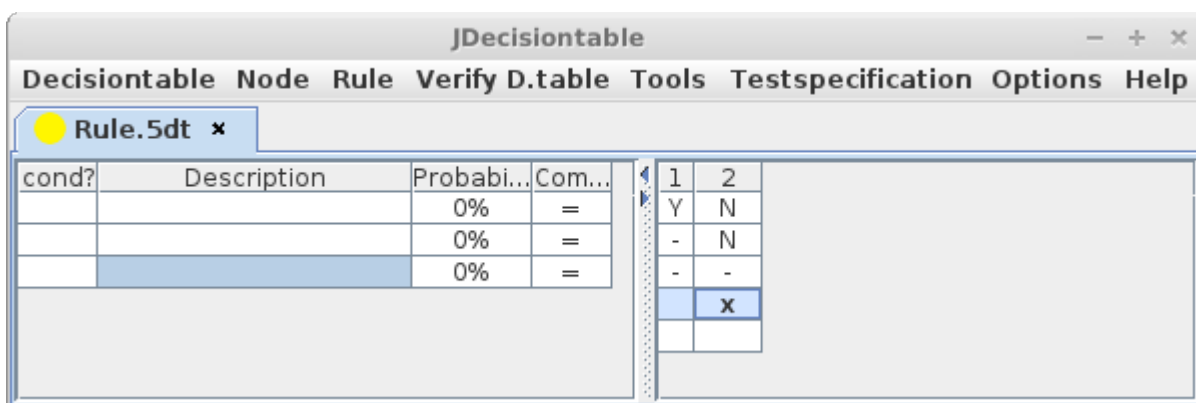 JDecisiontable
Decisiontable Node Rule Verify D.table Tools Testspecification Options Help
Rule.5dt
cond? Description Probabi... Com... 1 2
0% = Y N
0% = - N
0% = - -
x